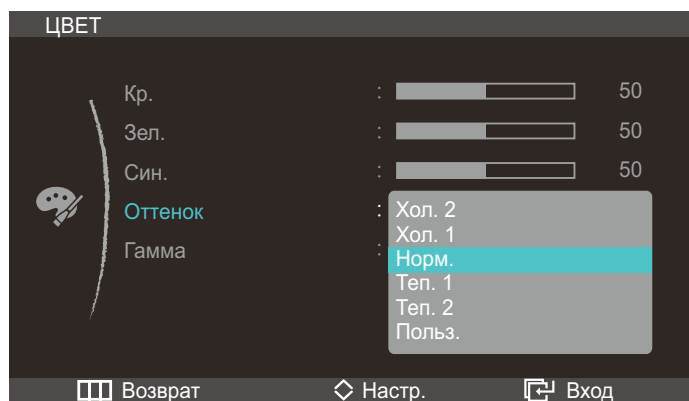 ЦВЕТ
Кр. : 50
Зел. : 50
Син. : 50
Оттенок : Хол. 2
Хол. 1
Гамма :
Норм.
Теп. 1
Теп. 2
Польз.
Возврат Настр. Вход